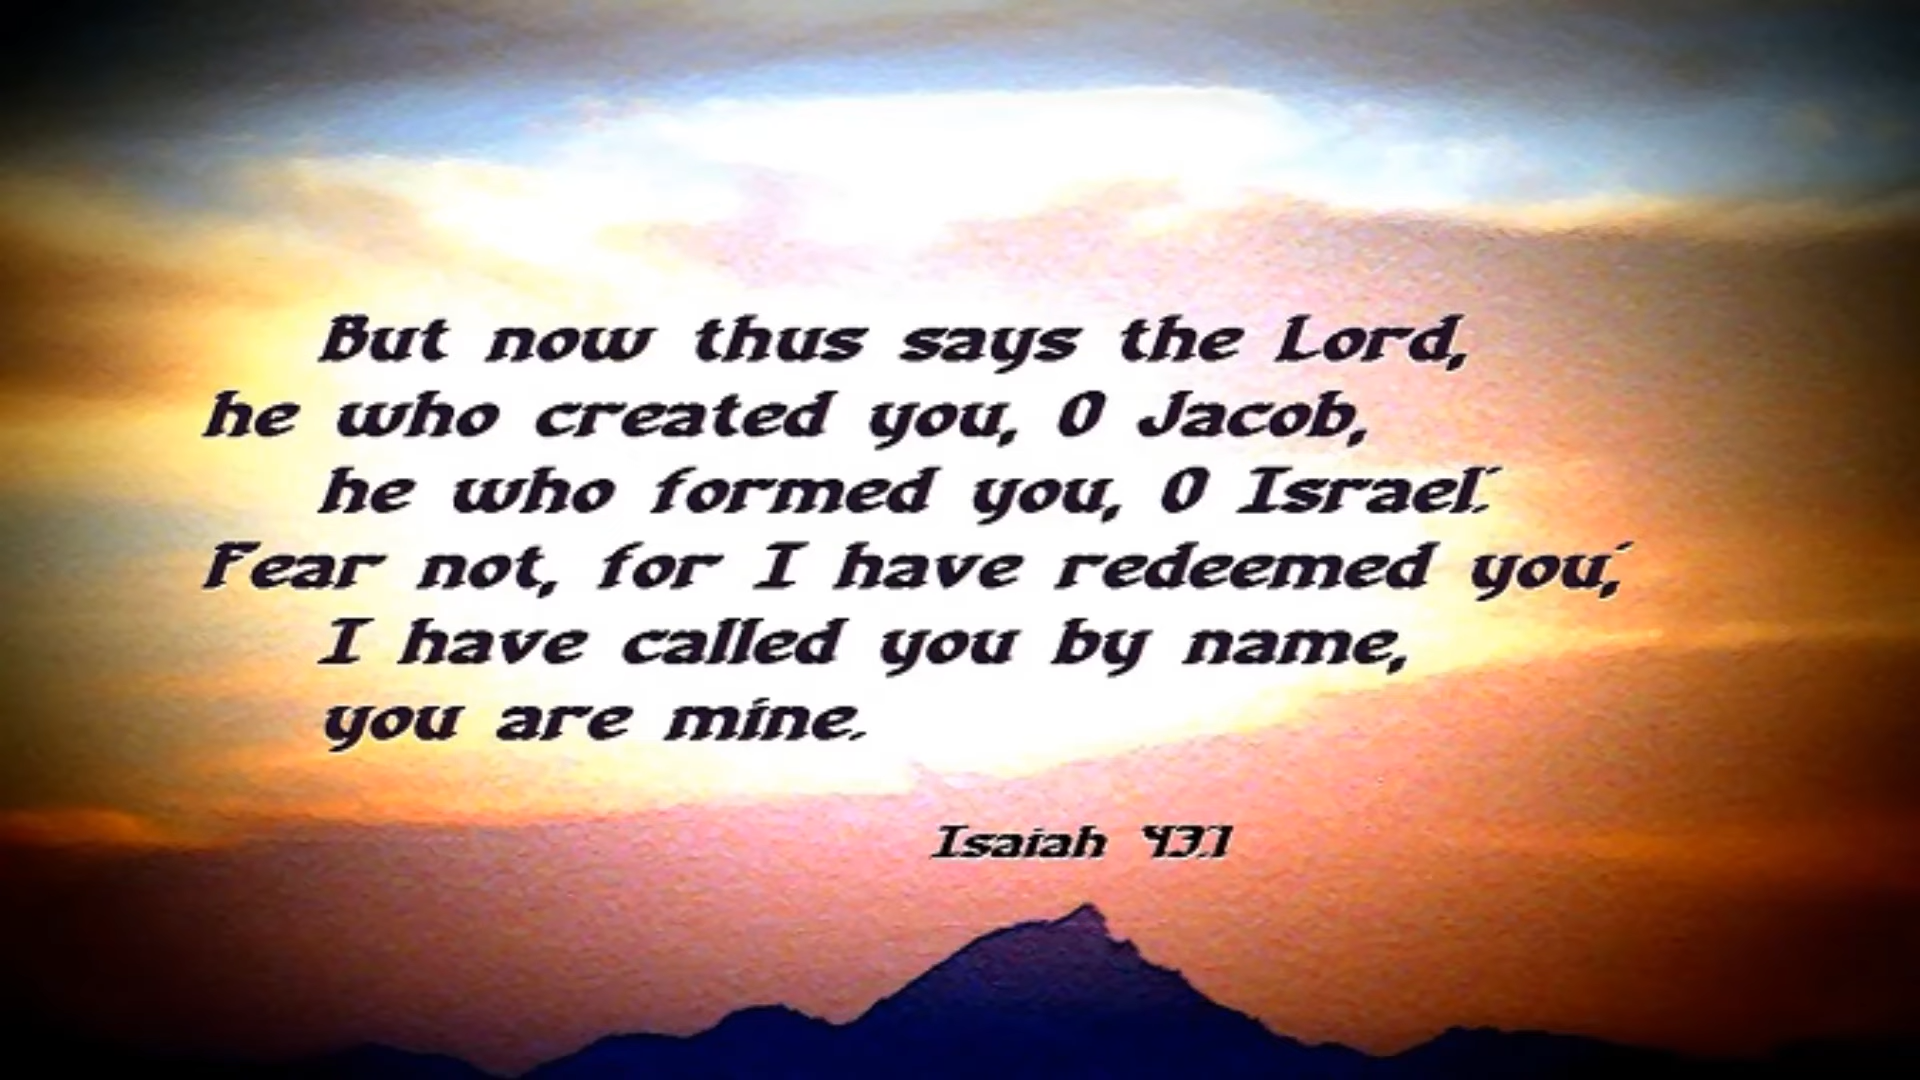 But now thus says the Lord,
he who created you, O Jacob,
he who formed you, O Israel:
Fear not, for I have redeemed you;
I have called you by name,
you are mine.
Isaiah 43:1